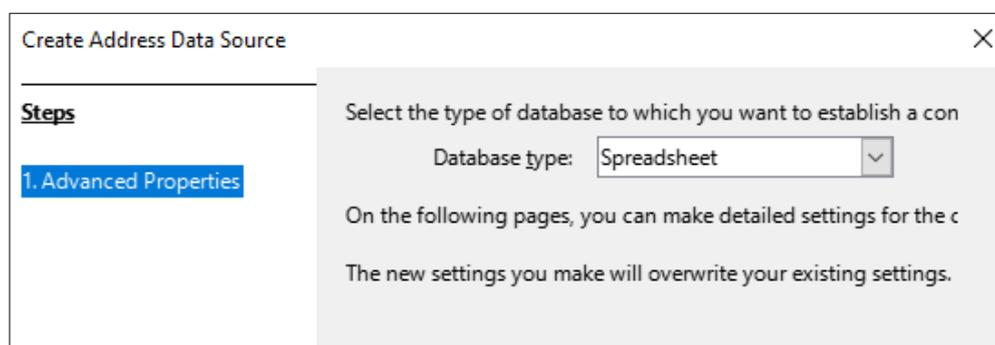 Create Address Data Source
Steps
1. Advanced Properties
Select the type of database to which you want to establish a con
Database type: Spreadsheet
On the following pages, you can make detailed settings for the c
The new settings you make will overwrite your existing settings.